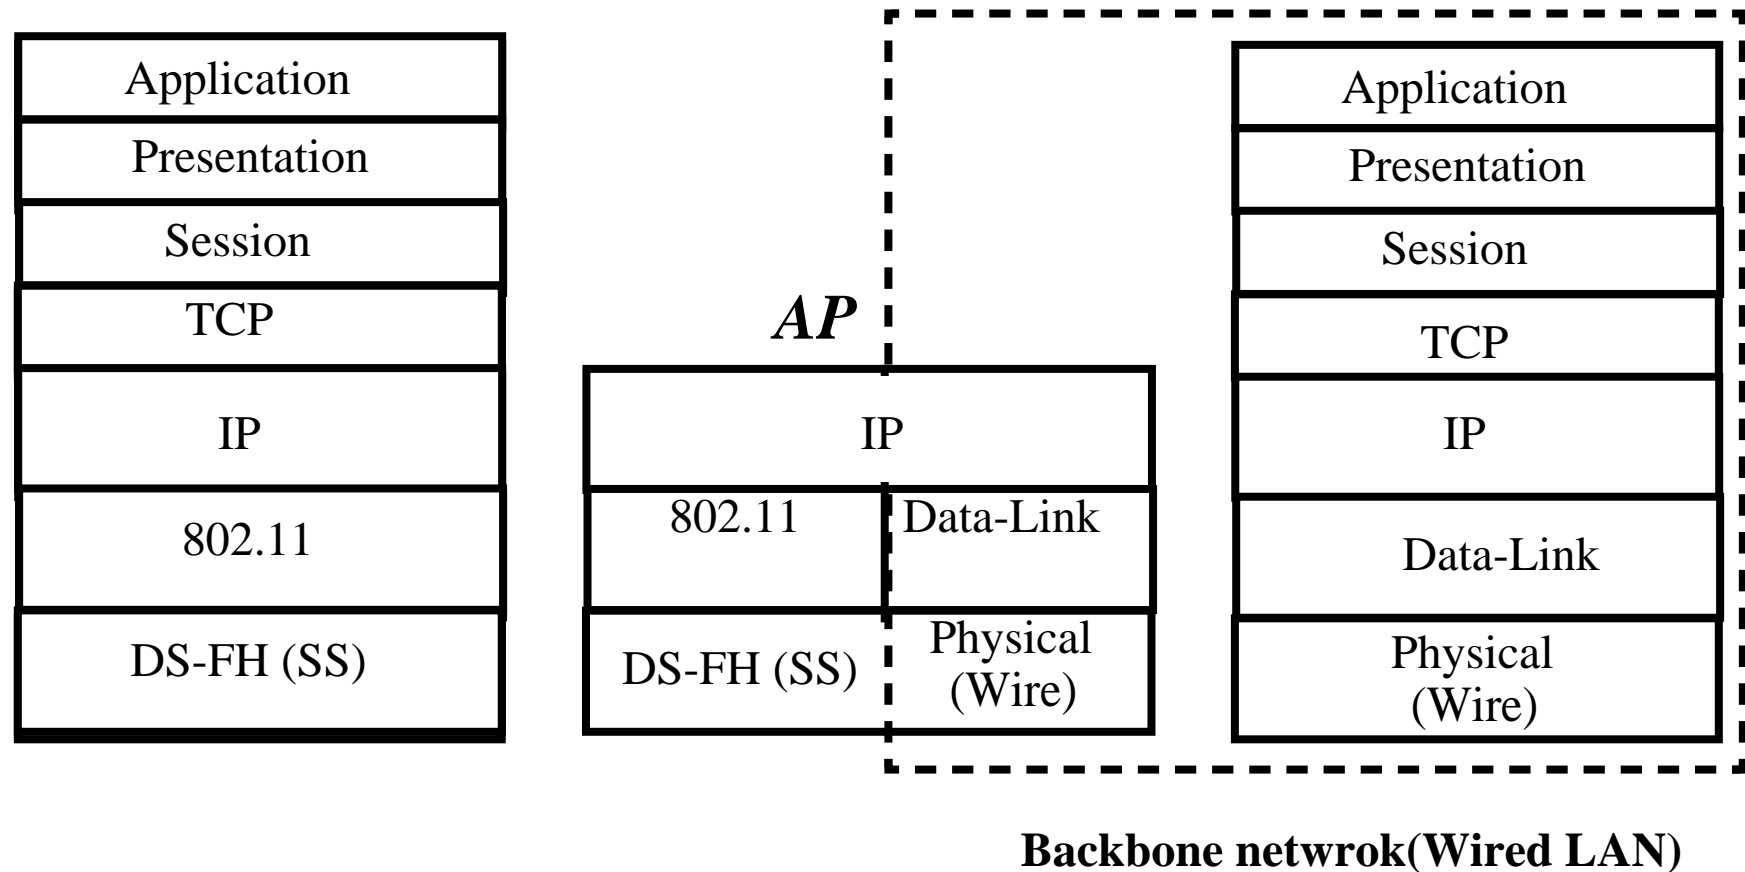 Application
Presentation
Session
TCP
IP
802.11
DS-FH (SS)
AP
IP
802.11
Data-Link
DS-FH (SS)
Physical
(Wire)
Application
Presentation
Session
TCP
IP
Data-Link
Physical
(Wire)
Backbone netwrok(Wired LAN)